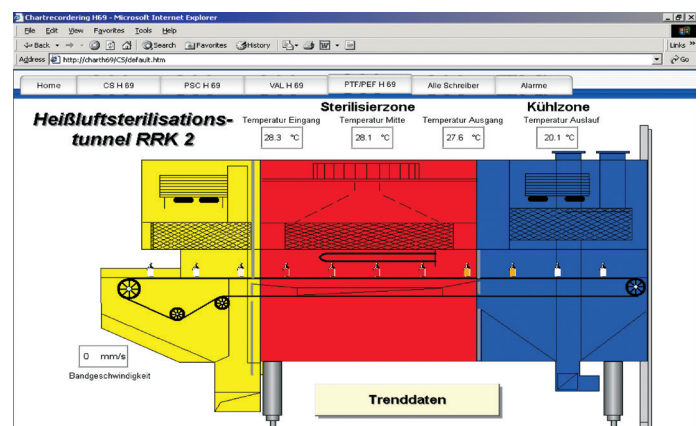 Chartrecordering H69 - Microsoft Internet Explorer
File Edit View Favorites Tools Help
Back Search Favorites History
Links »
Address http://charth69/CS/default.htm Go
Home CS H 69 PSC H 69 VAL H 69 PTF/PEF H 69 Alle Schreiber Alarme
Heißluftsterilisations-
tunnel RRK 2
Sterilisierzone Kühlzone
Temperatur Eingang Temperatur Mitte Temperatur Ausgang Temperatur Auslauf
28.3 °C 28.1 °C 27.6 °C 20.1 °C
0 mm/s
Bandgeschwindigkeit
Trenddaten